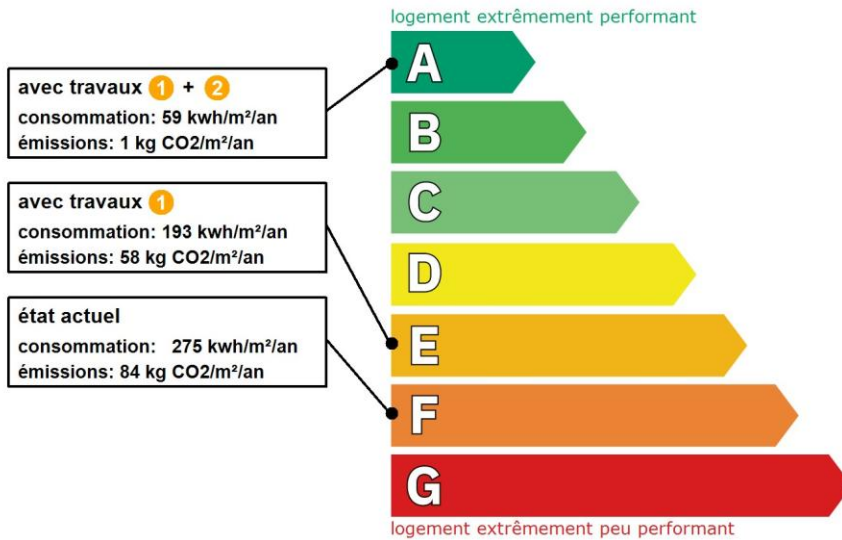 logement extrêmement performant
avec travaux 1 + 2
consommation: 59 kwh/m²/an
émissions: 1 kg CO2/m²/an
avec travaux 1
consommation: 193 kwh/m²/an
émissions: 58 kg CO2/m²/an
état actuel
consommation: 275 kwh/m²/an
émissions: 84 kg CO2/m²/an
A
B
C
D
E
F
G
logement extrêmement peu performant